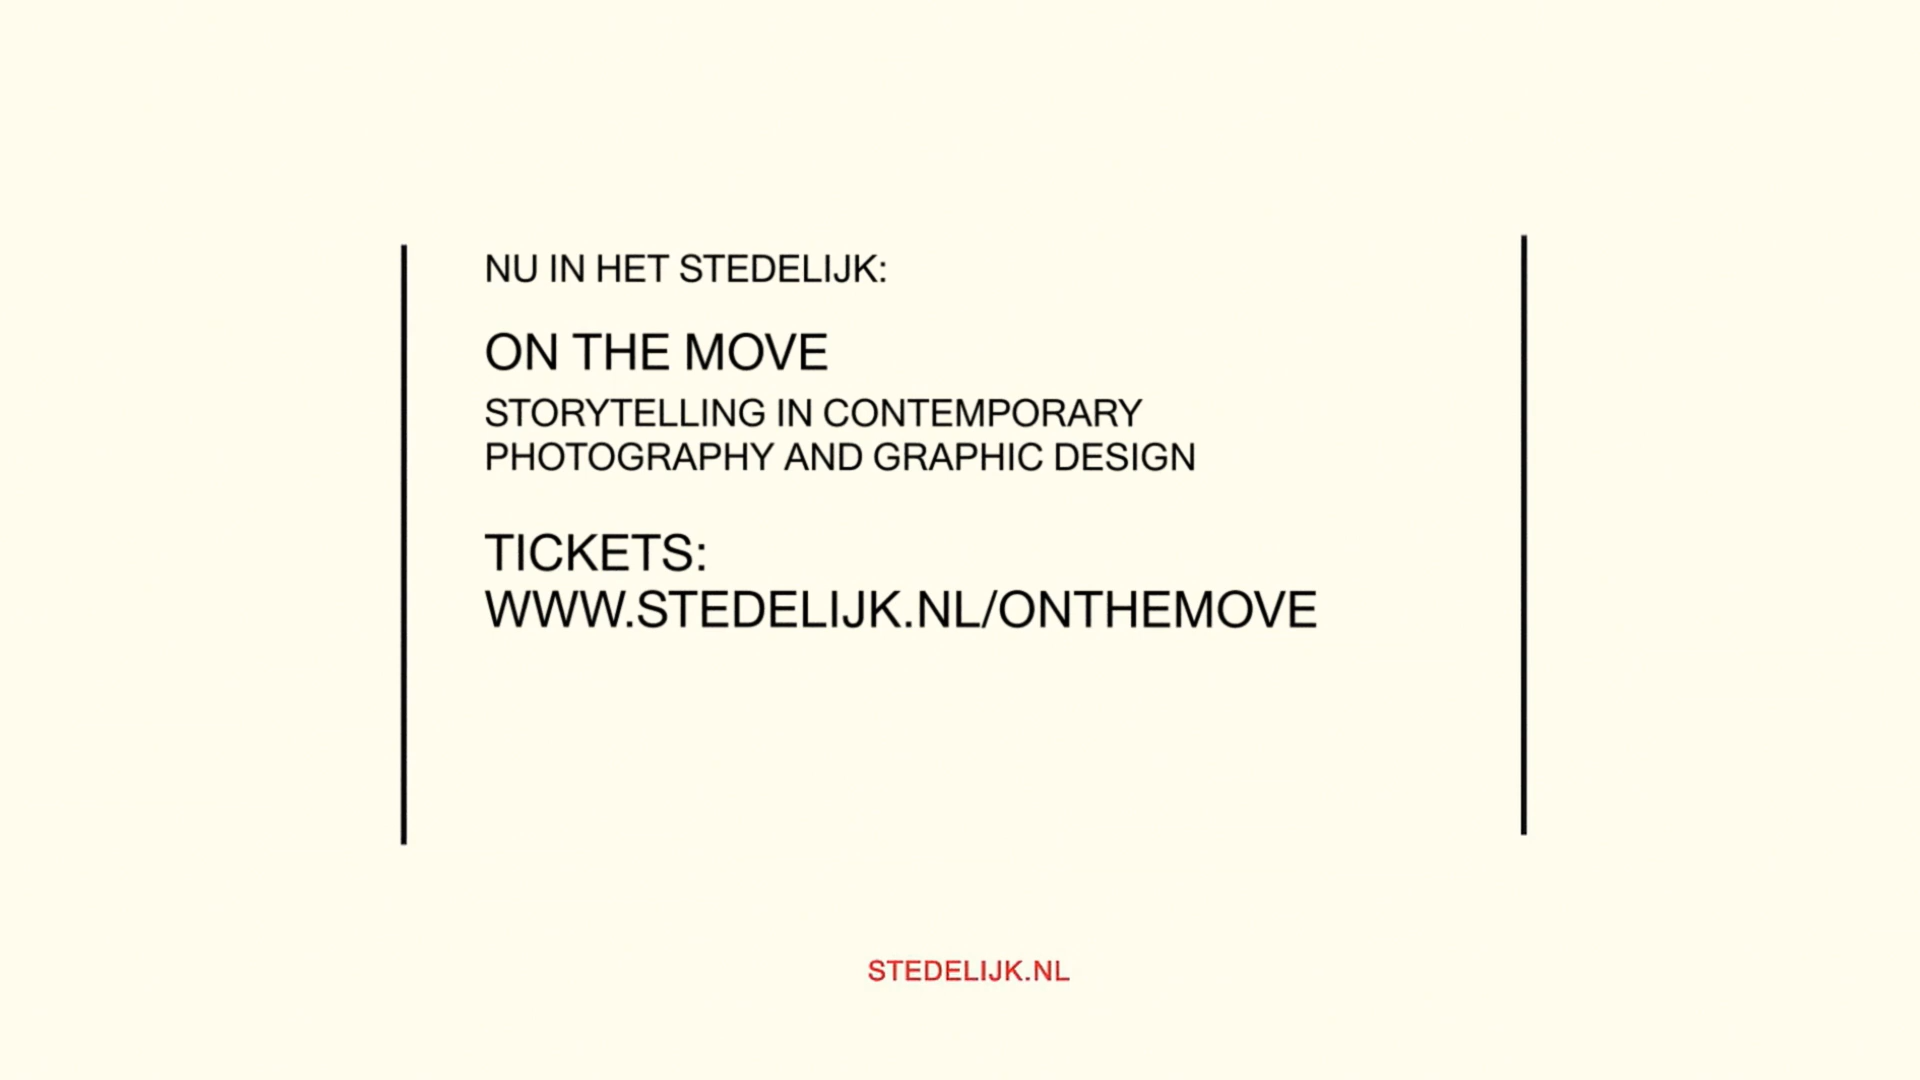 NU IN HET STEDELIJK:
ON THE MOVE
STORYTELLING IN CONTEMPORARY
PHOTOGRAPHY AND GRAPHIC DESIGN
TICKETS:
WWW.STEDELIJK.NL/ONTHEMOVE
STEDELIJK.NL